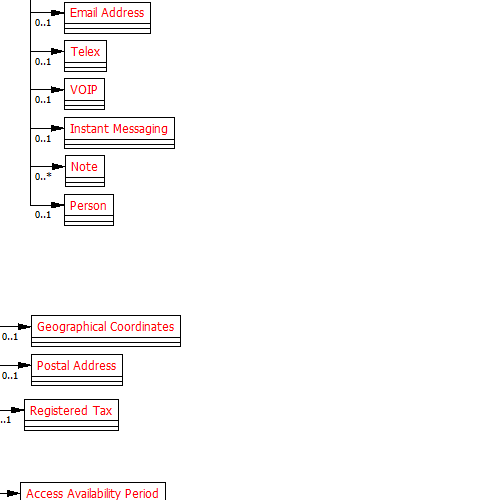 Email Address
0..1
Telex
0..1
VOIP
0..1
Instant Messaging
0..1
Note
0..*
Person
0..1
Geographical Coordinates
0..1
Postal Address
0..1
Registered Tax
..1
Access Availability Period